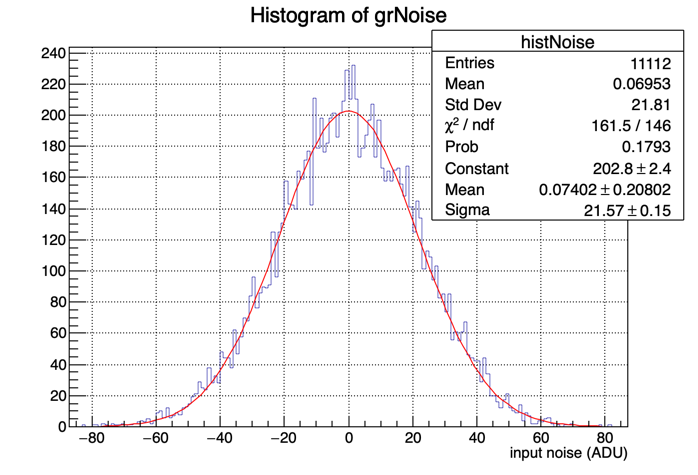 Histogram of grNoise
histNoise
Entries 11112
Mean 0.06953
Std Dev 21.81
χ² / ndf 161.5 / 146
Prob 0.1793
Constant 202.8 ± 2.4
Mean 0.07402 ± 0.20802
Sigma 21.57 ± 0.15
240
220
200
180
160
140
120
100
80
60
40
20
0
−80 −60 −40 −20 0 20 40 60 80
input noise (ADU)